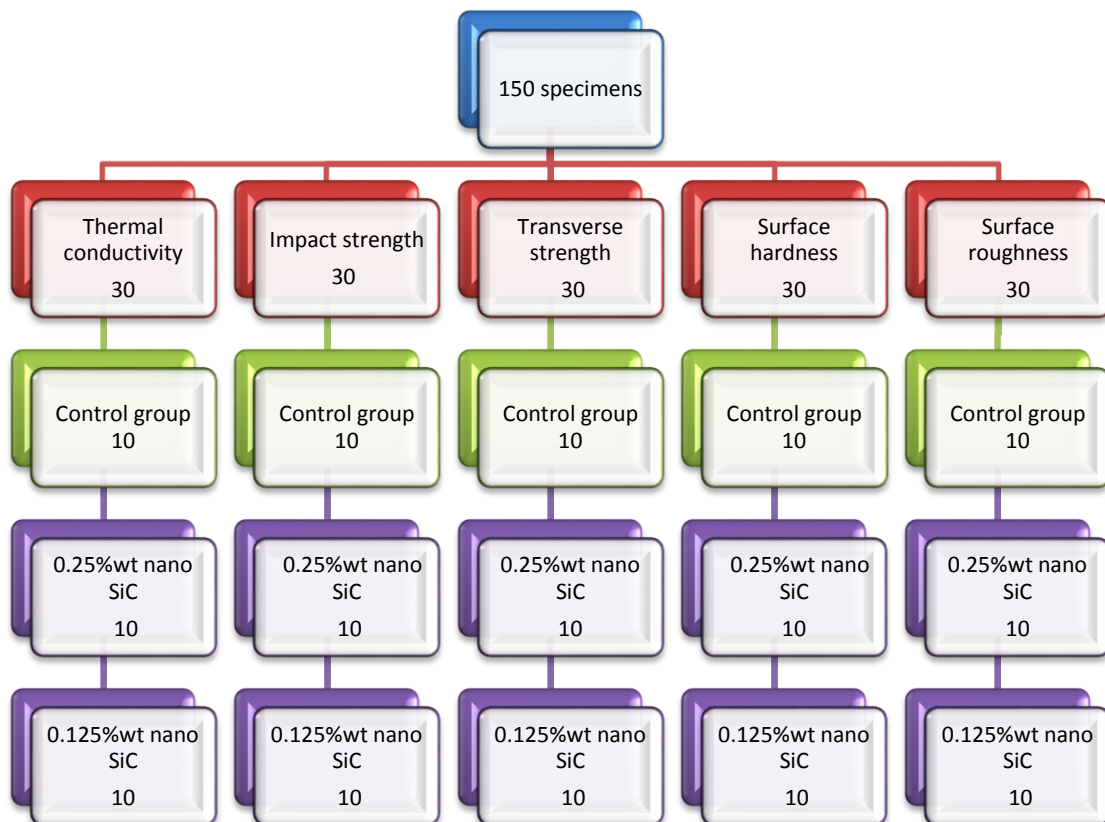 150 specimens
Thermal
conductivity
30
Impact strength
30
Transverse
strength
30
Surface
hardness
30
Surface
roughness
30
Control group
10
Control group
10
Control group
10
Control group
10
Control group
10
0.25%wt nano
SiC
10
0.25%wt nano
SiC
10
0.25%wt nano
SiC
10
0.25%wt nano
SiC
10
0.25%wt nano
SiC
10
0.125%wt nano
SiC
10
0.125%wt nano
SiC
10
0.125%wt nano
SiC
10
0.125%wt nano
SiC
10
0.125%wt nano
SiC
10